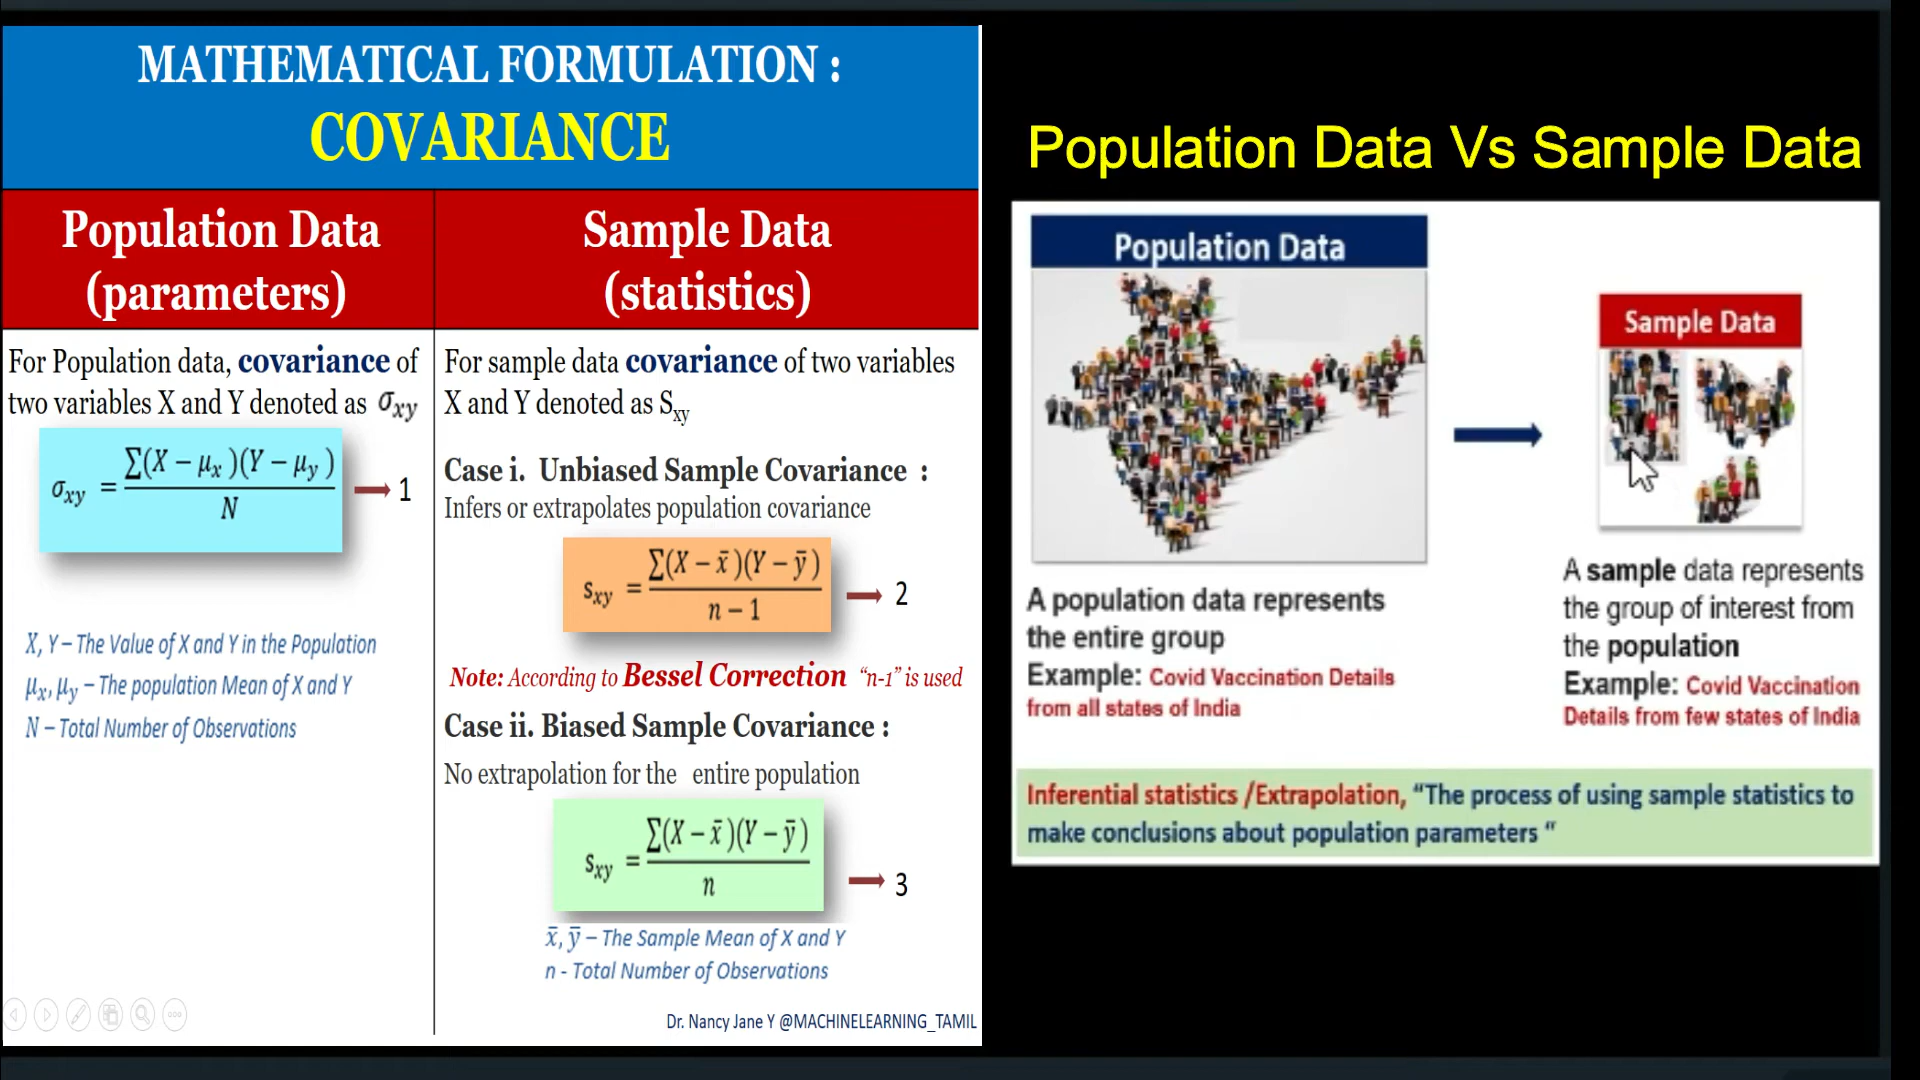 MATHEMATICAL FORMULATION :
COVARIANCE
Population Data
(parameters)
For Population data, covariance of
two variables X and Y denoted as σxy
σxy = ∑(X − μx)(Y − μy) / N → 1
X, Y – The Value of X and Y in the Population
μx, μy – The population Mean of X and Y
N – Total Number of Observations
Sample Data
(statistics)
For sample data covariance of two variables
X and Y denoted as Sxy
Case i. Unbiased Sample Covariance :
Infers or extrapolates population covariance
sxy = ∑(X − x̄)(Y − ȳ) / n − 1 → 2
Note: According to Bessel Correction "n-1" is used
Case ii. Biased Sample Covariance :
No extrapolation for the entire population
sxy = ∑(X − x̄)(Y − ȳ) / n → 3
x̄, ȳ – The Sample Mean of X and Y
n - Total Number of Observations
Dr. Nancy Jane Y @MACHINELEARNING_TAMIL
Population Data Vs Sample Data
Population Data
A population data represents
the entire group
Example: Covid Vaccination Details
from all states of India
Sample Data
A sample data represents
the group of interest from
the population
Example: Covid Vaccination
Details from few states of India
Inferential statistics /Extrapolation, "The process of using sample statistics to
make conclusions about population parameters "